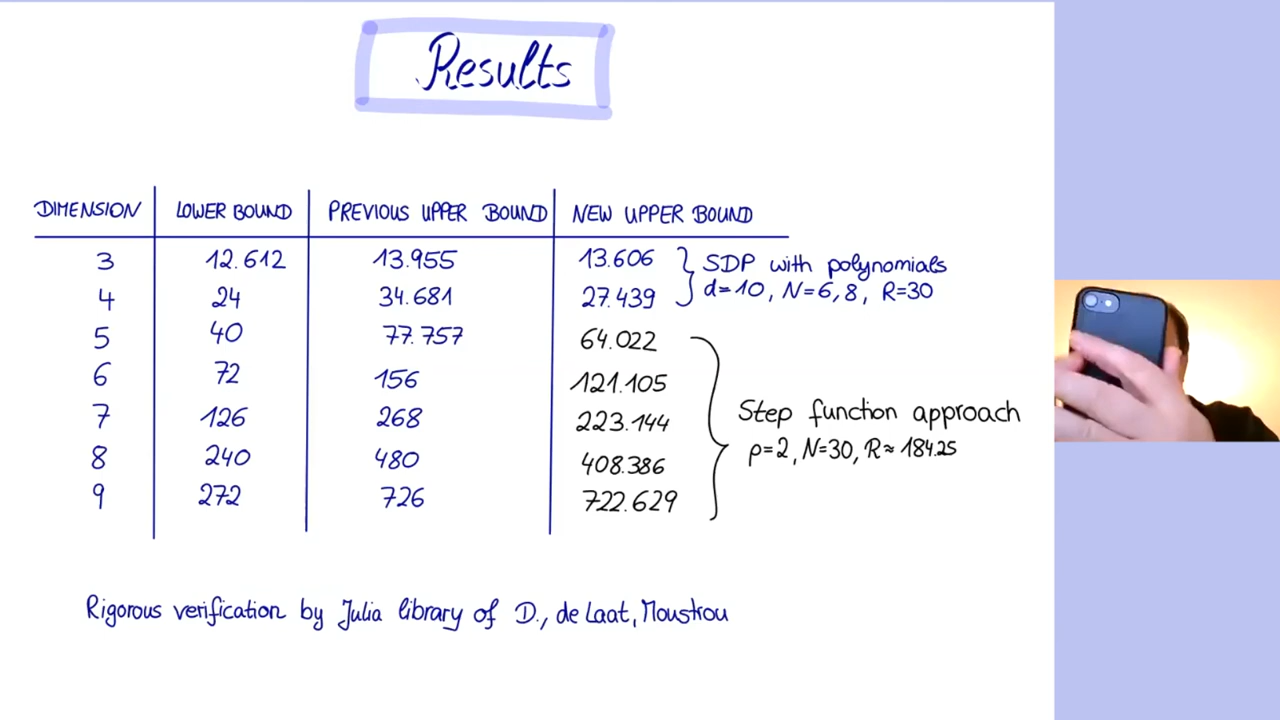 Results
DIMENSION LOWER BOUND PREVIOUS UPPER BOUND NEW UPPER BOUND
3 12.612 13.955 13.606
4 24 34.681 27.439
SDP with polynomials
d=10, N=6,8, R=30
5 40 77.757 64.022
6 72 156 121.105
7 126 268 223.144
8 240 480 408.386
9 272 726 722.629
Step function approach
ρ=2, N=30, R≈184.25
Rigorous verification by Julia library of D., de Laat, Moustrou